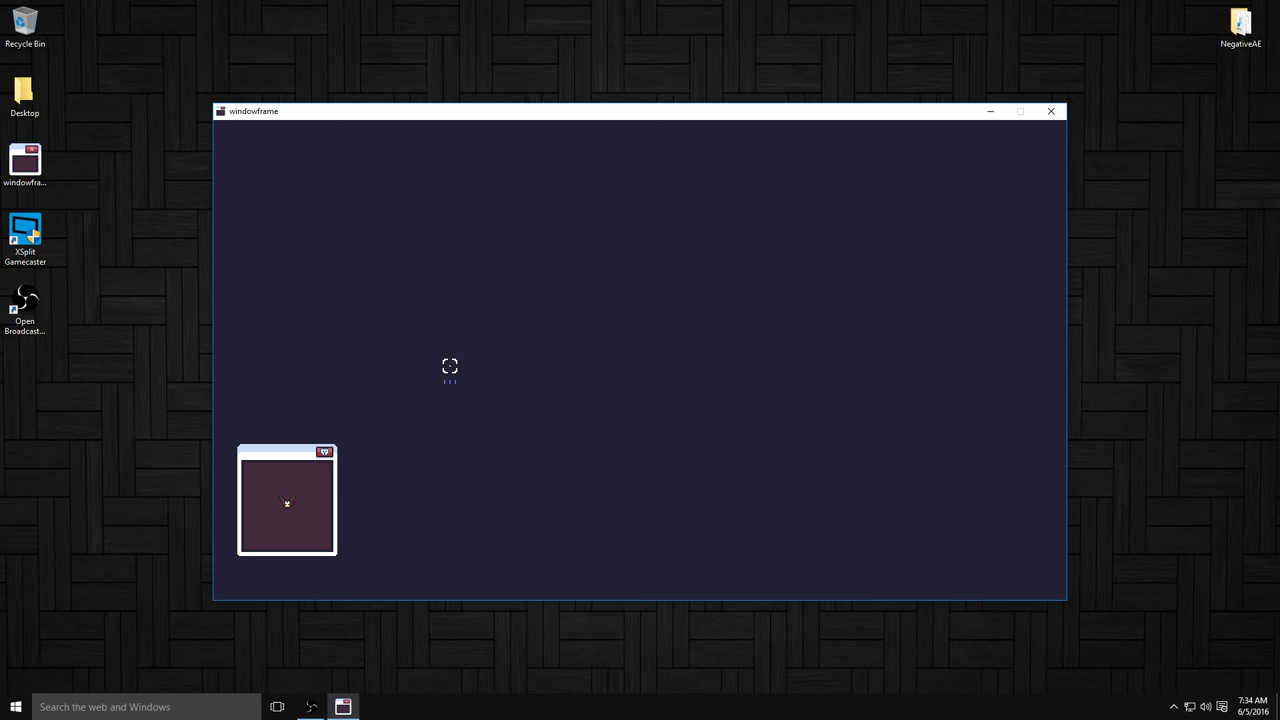 Recycle Bin
NegativeAE
Desktop
windowframe
windowfra...
XSplit
Gamecaster
Open
Broadcast...
Search the web and Windows
7:34 AM
6/5/2016